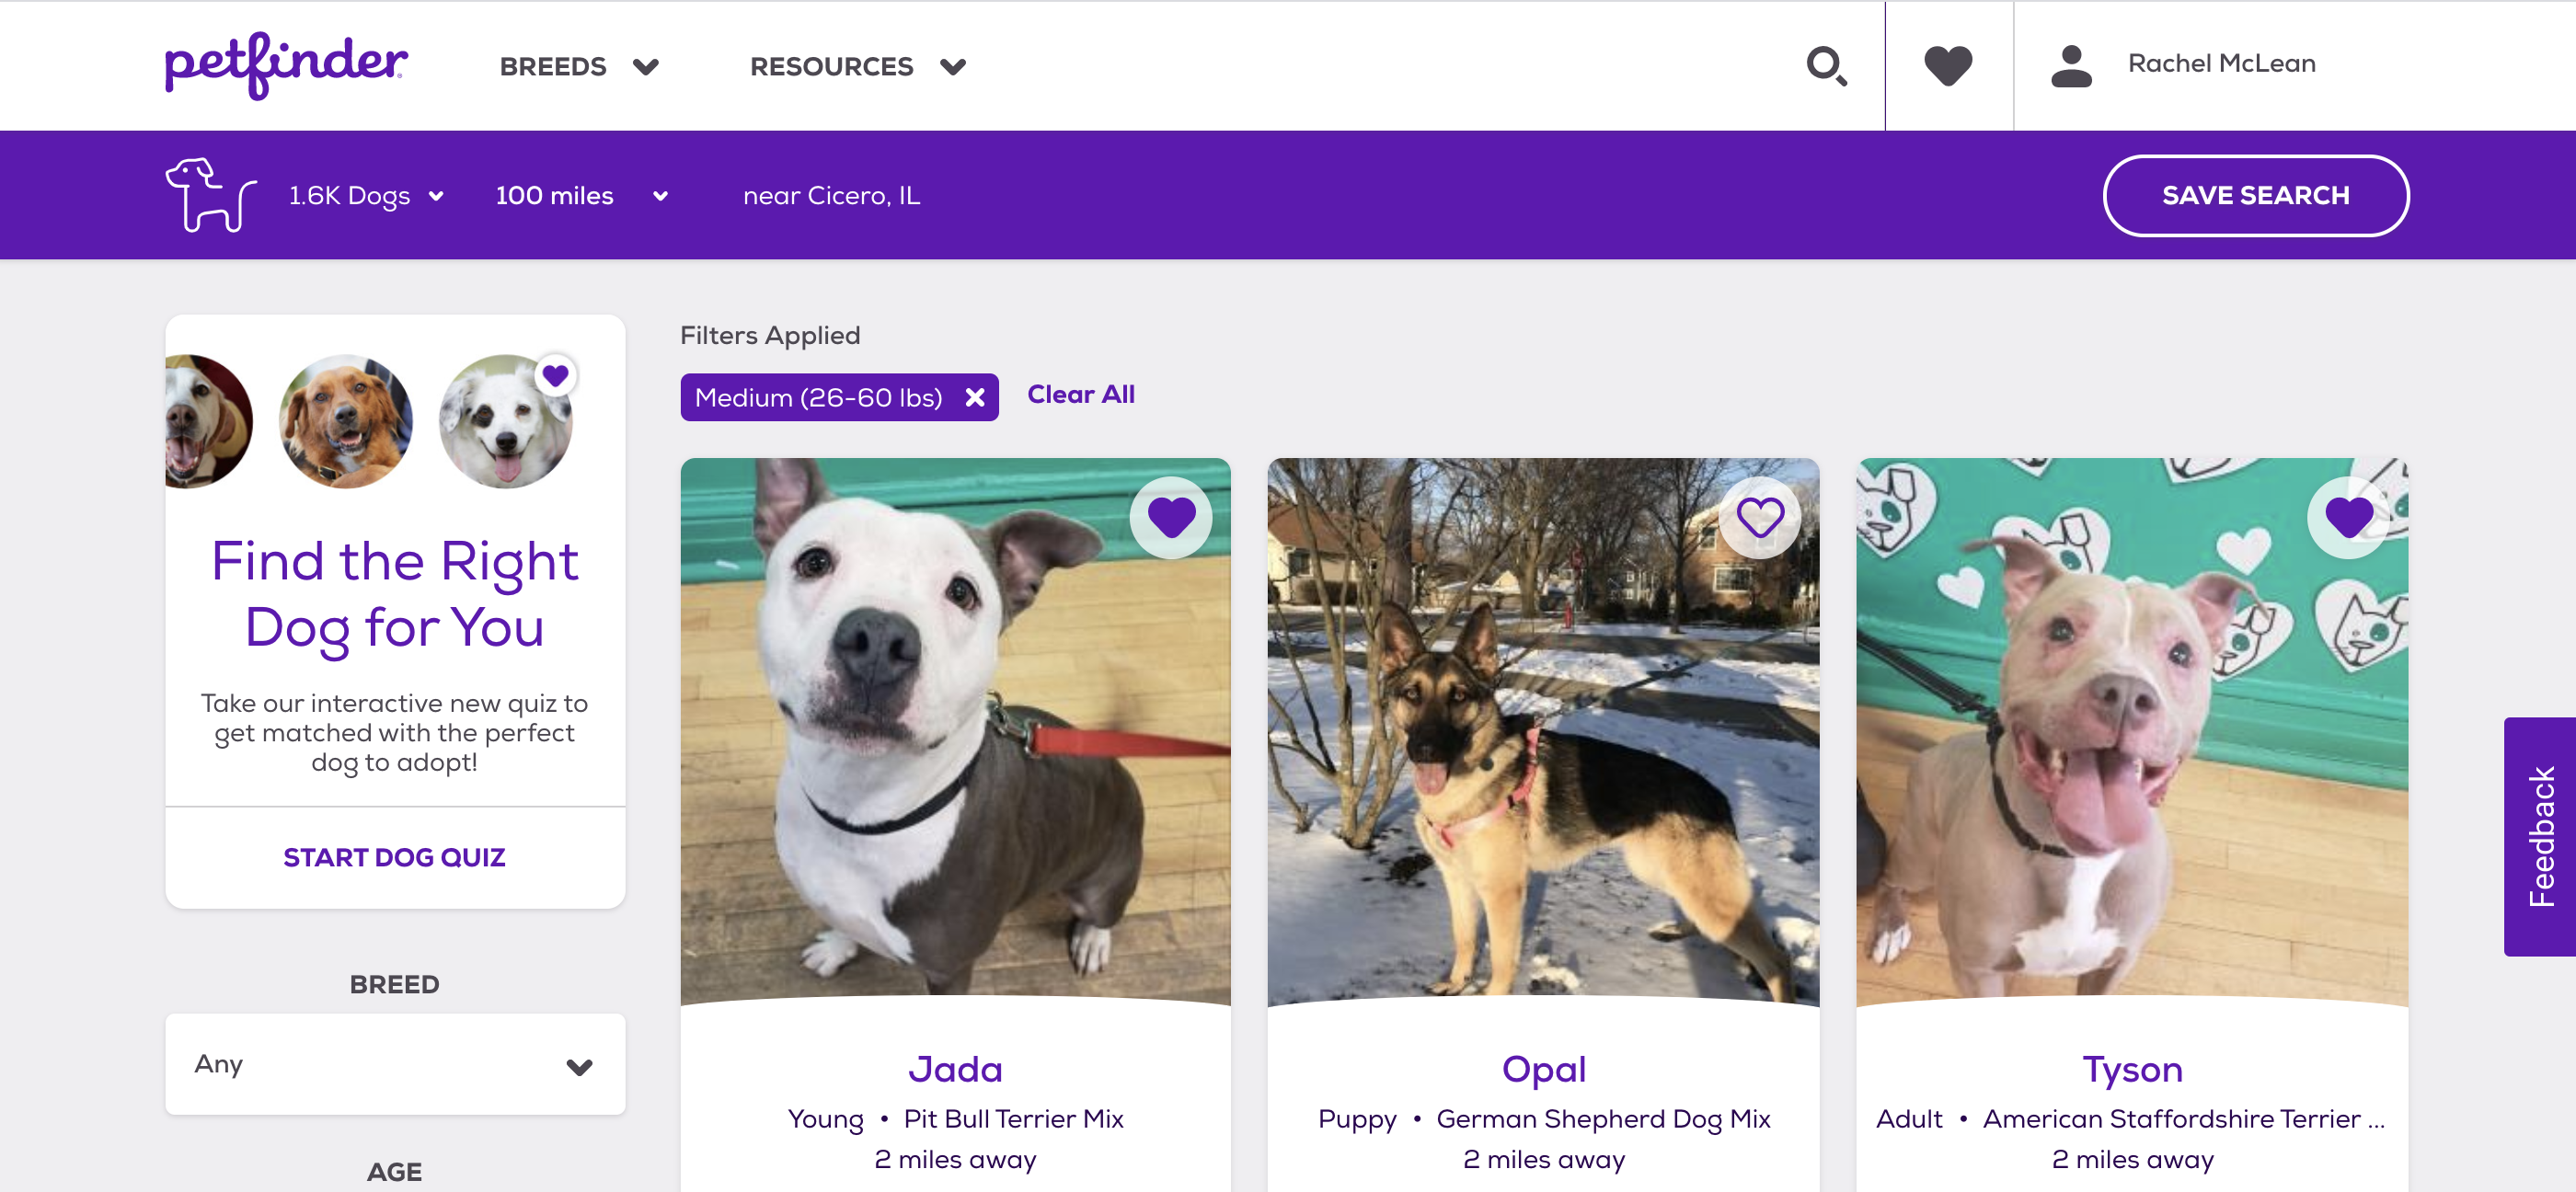 petfinder
BREEDS
RESOURCES
Rachel McLean
1.6K Dogs
100 miles
near Cicero, IL
SAVE SEARCH
Find the Right
Dog for You
Take our interactive new quiz to
get matched with the perfect
dog to adopt!
START DOG QUIZ
BREED
Any
AGE
Filters Applied
Medium (26-60 lbs)
Clear All
Jada
Young • Pit Bull Terrier Mix
2 miles away
Opal
Puppy • German Shepherd Dog Mix
2 miles away
Tyson
Adult • American Staffordshire Terrier ...
2 miles away
Feedback